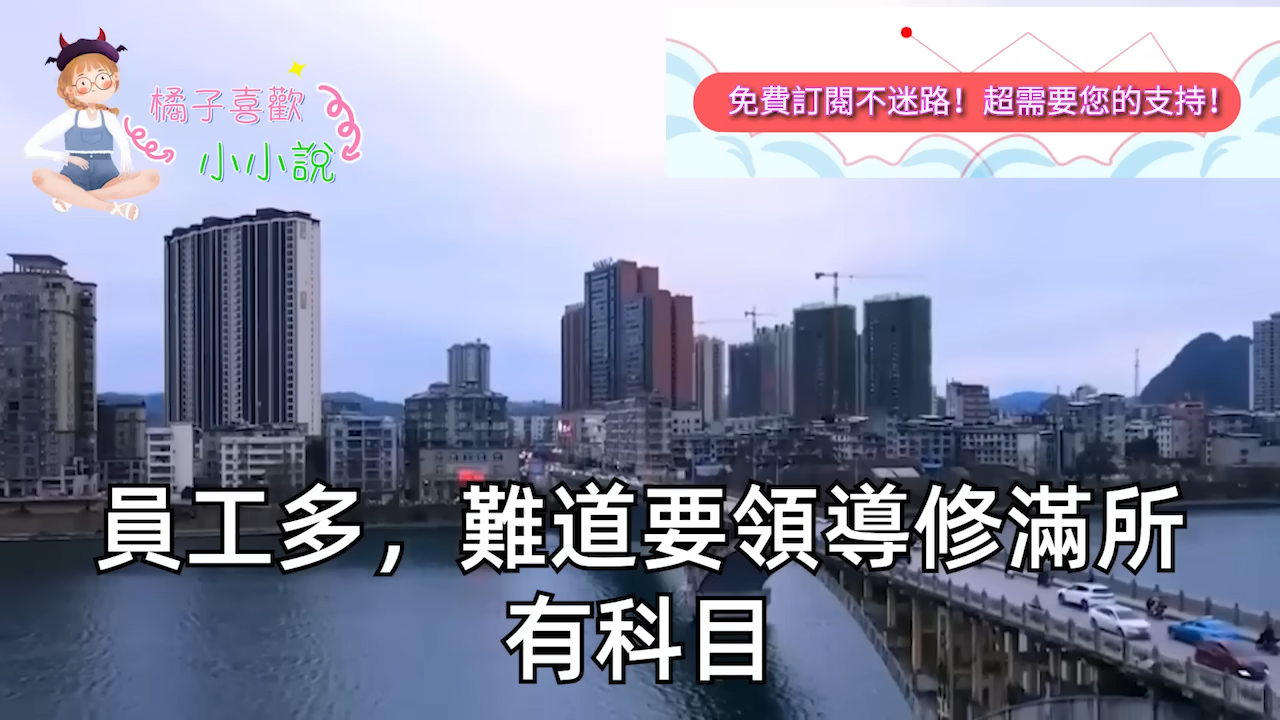 橘子喜歡
小小說
免費訂閱不迷路！超需要您的支持！
員工多，難道要領導修滿所
有科目